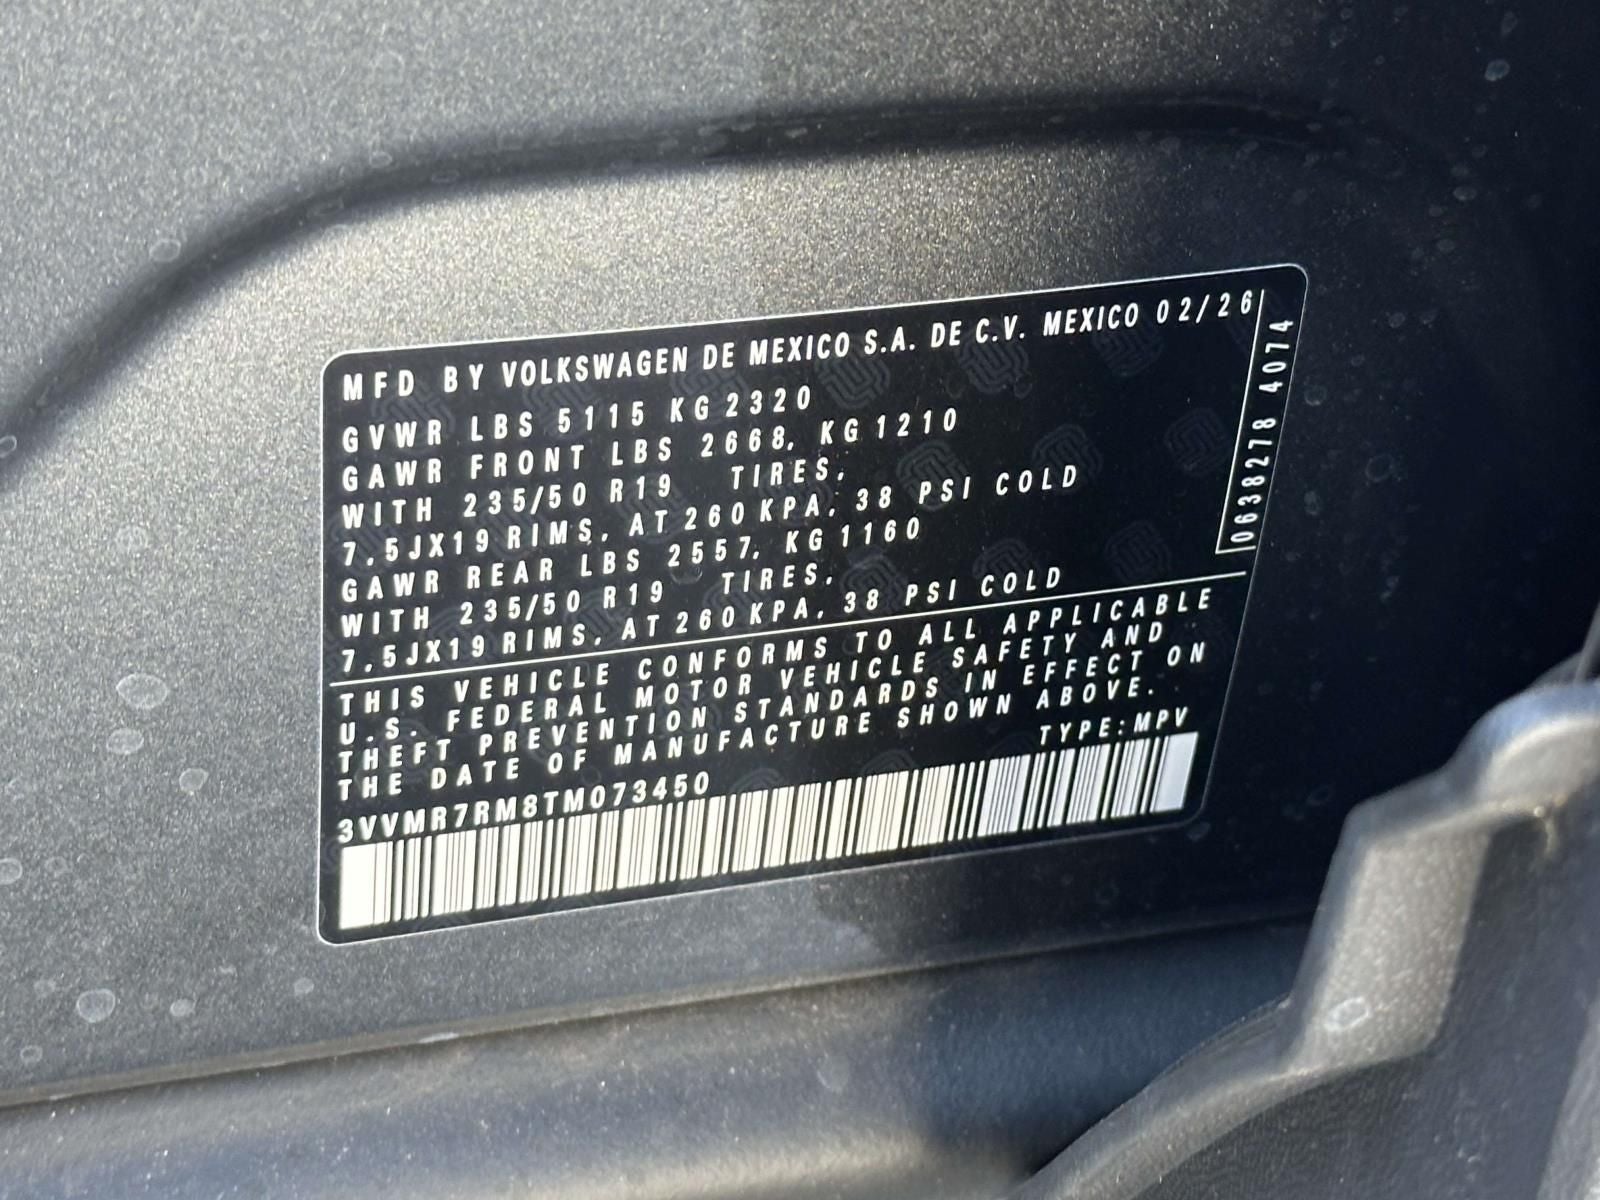 MFD BY VOLKSWAGEN DE MEXICO S.A. DE C.V. MEXICO 02/26
GVWR LBS 5115 KG 2320
GAWR FRONT LBS 2668, KG 1210
WITH 235/50 R19 TIRES,
7,5JX19 RIMS, AT 260 KPA, 38 PSI COLD
GAWR REAR LBS 2557, KG 1160
WITH 235/50 R19 TIRES,
7,5JX19 RIMS, AT 260 KPA, 38 PSI COLD
0638278 4074
THIS VEHICLE CONFORMS TO ALL APPLICABLE
U.S. FEDERAL MOTOR VEHICLE SAFETY AND
THEFT PREVENTION STANDARDS IN EFFECT ON
THE DATE OF MANUFACTURE SHOWN ABOVE.
TYPE:MPV
3VVMR7RM8TM073450